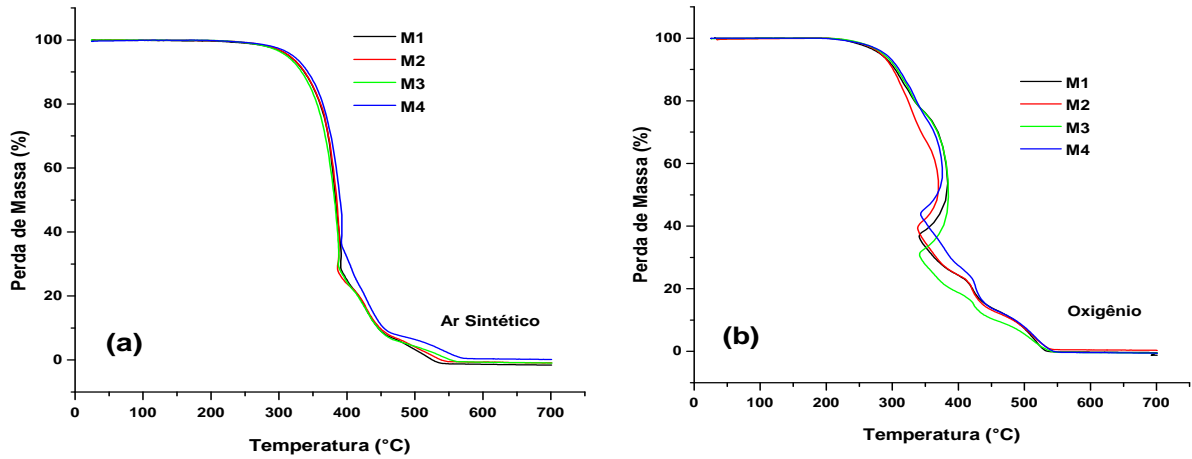 Perda de Massa (%)
100
80
60
40
20
0
M1
M2
M3
M4
Ar Sintético
(a)
0 100 200 300 400 500 600 700
Temperatura (°C)
Perda de Massa (%)
100
80
60
40
20
0
M1
M2
M3
M4
Oxigênio
(b)
0 100 200 300 400 500 600 700
Temperatura (°C)